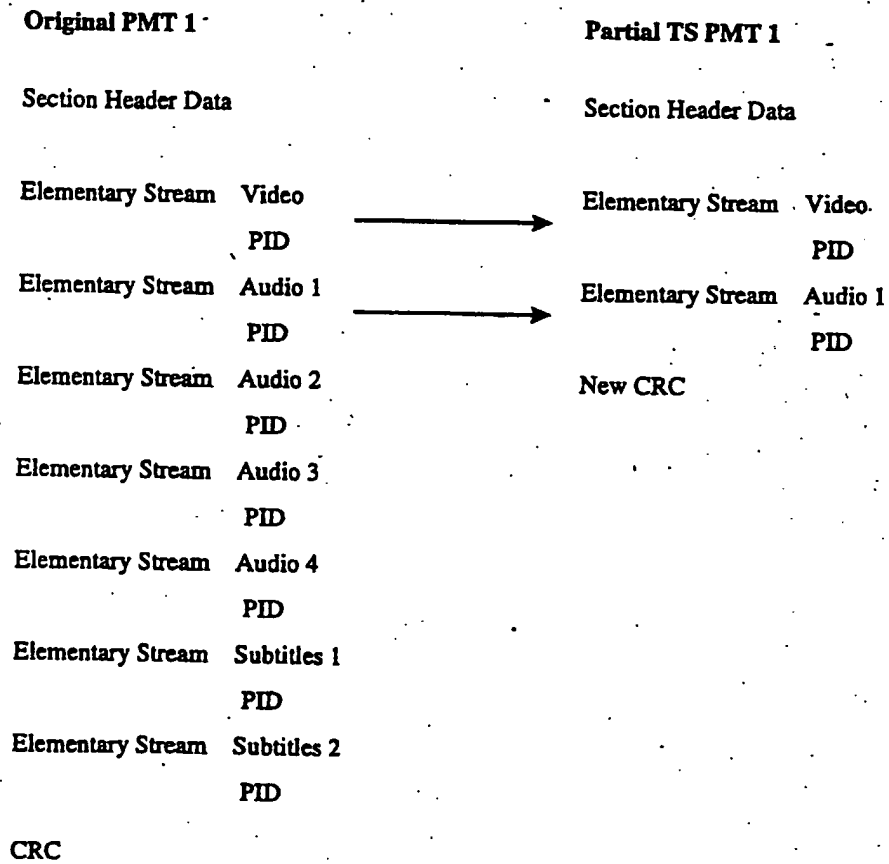 Original PMT 1
Section Header Data
Elementary Stream Video
PID
Elementary Stream Audio 1
PID
Elementary Stream Audio 2
PID
Elementary Stream Audio 3
PID
Elementary Stream Audio 4
PID
Elementary Stream Subtitles 1
PID
Elementary Stream Subtitles 2
PID
CRC
Partial TS PMT 1
Section Header Data
Elementary Stream Video
PID
Elementary Stream Audio 1
PID
New CRC